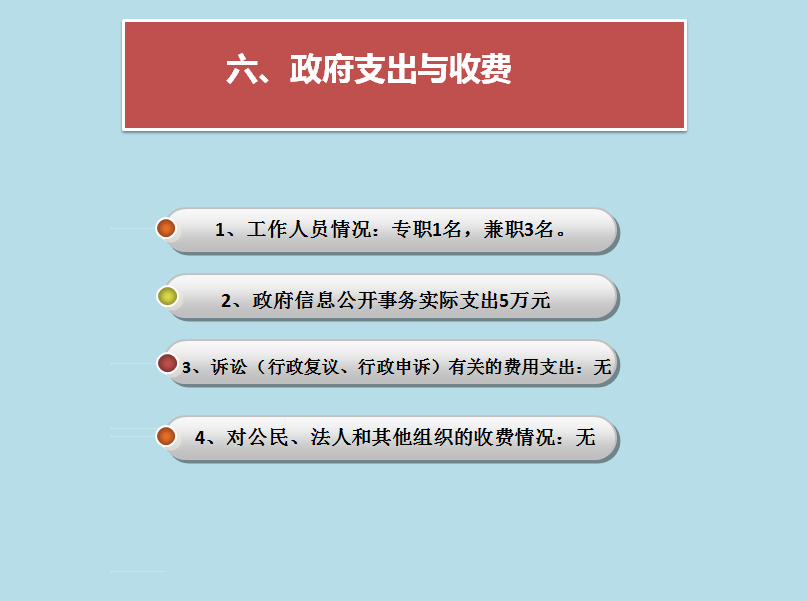 六、政府支出与收费
1、工作人员情况：专职1名，兼职3名。
2、政府信息公开事务实际支出5万元
3、诉讼（行政复议、行政申诉）有关的费用支出：无
4、对公民、法人和其他组织的收费情况：无